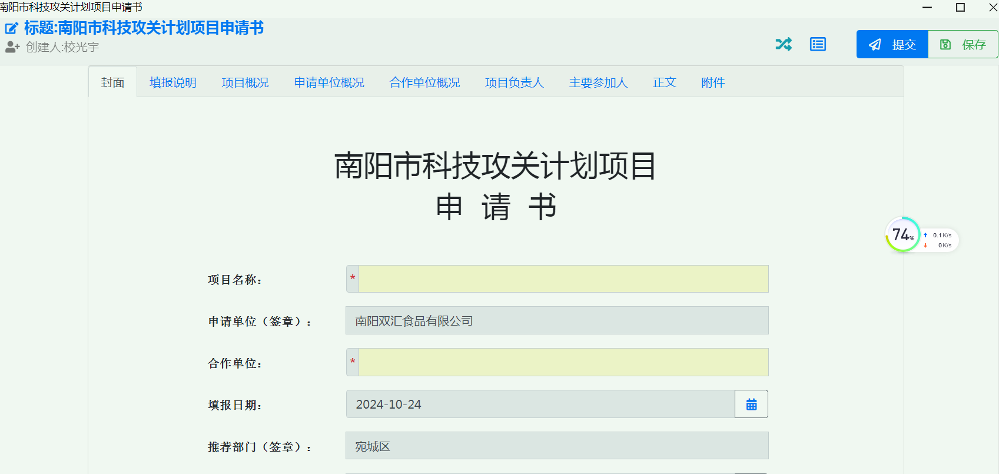 南阳市科技攻关计划项目申请书
标题:南阳市科技攻关计划项目申请书
创建人:校光宇
提交
保存
封面 填报说明 项目概况 申请单位概况 合作单位概况 项目负责人 主要参加人 正文 附件
南阳市科技攻关计划项目
申 请 书
74%
0.1K/s
0K/s
项目名称： *
申请单位（签章）： 南阳双汇食品有限公司
合作单位： *
填报日期： 2024-10-24
推荐部门（签章）： 宛城区